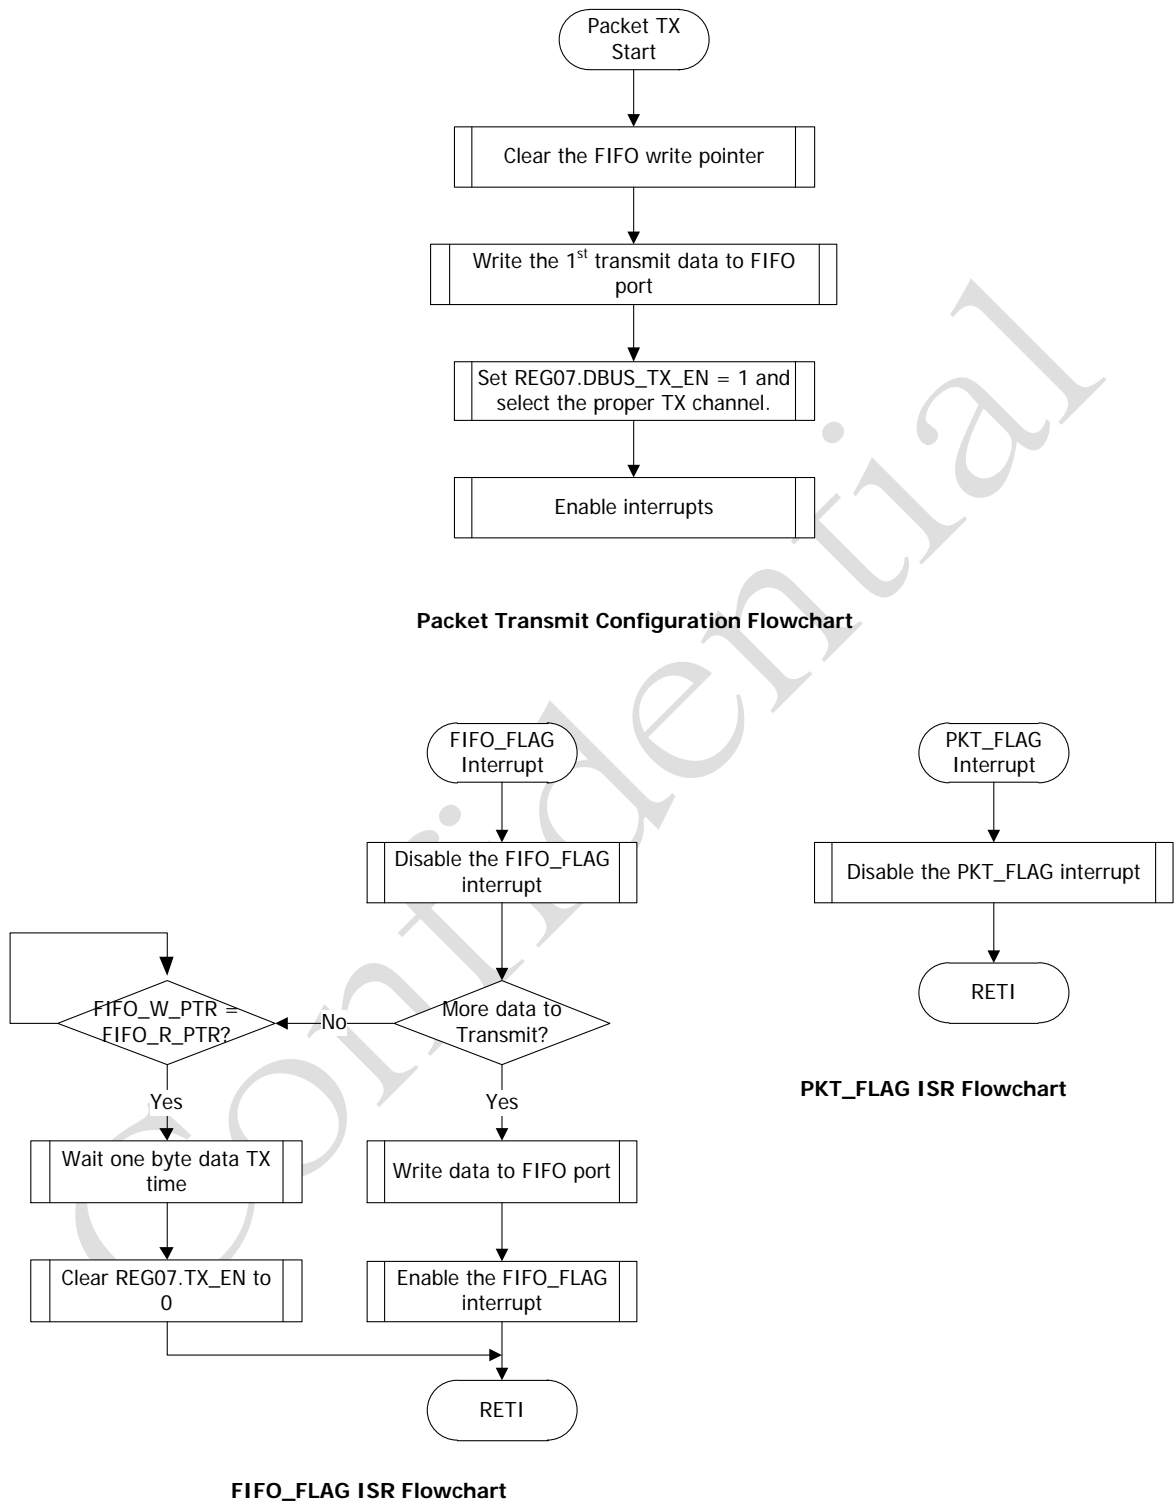 Packet TX
Start
Clear the FIFO write pointer
Write the 1st transmit data to FIFO
port
Set REG07.DBUS_TX_EN = 1 and
select the proper TX channel.
Enable interrupts
Packet Transmit Configuration Flowchart
FIFO_FLAG
Interrupt
Disable the FIFO_FLAG
interrupt
More data to
Transmit?
No
FIFO_W_PTR =
FIFO_R_PTR?
Yes
Wait one byte data TX
time
Clear REG07.TX_EN to
0
Yes
Write data to FIFO port
Enable the FIFO_FLAG
interrupt
RETI
FIFO_FLAG ISR Flowchart
PKT_FLAG
Interrupt
Disable the PKT_FLAG interrupt
RETI
PKT_FLAG ISR Flowchart
Confidential